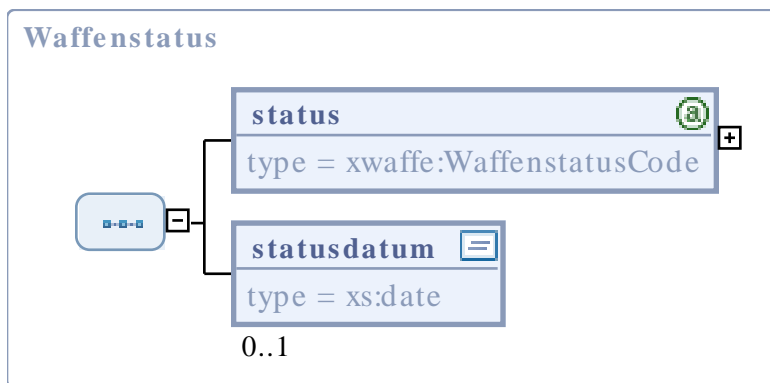 Waffenstatus
status
type = xwaffe:WaffenstatusCode
statusdatum
type = xs:date
0..1